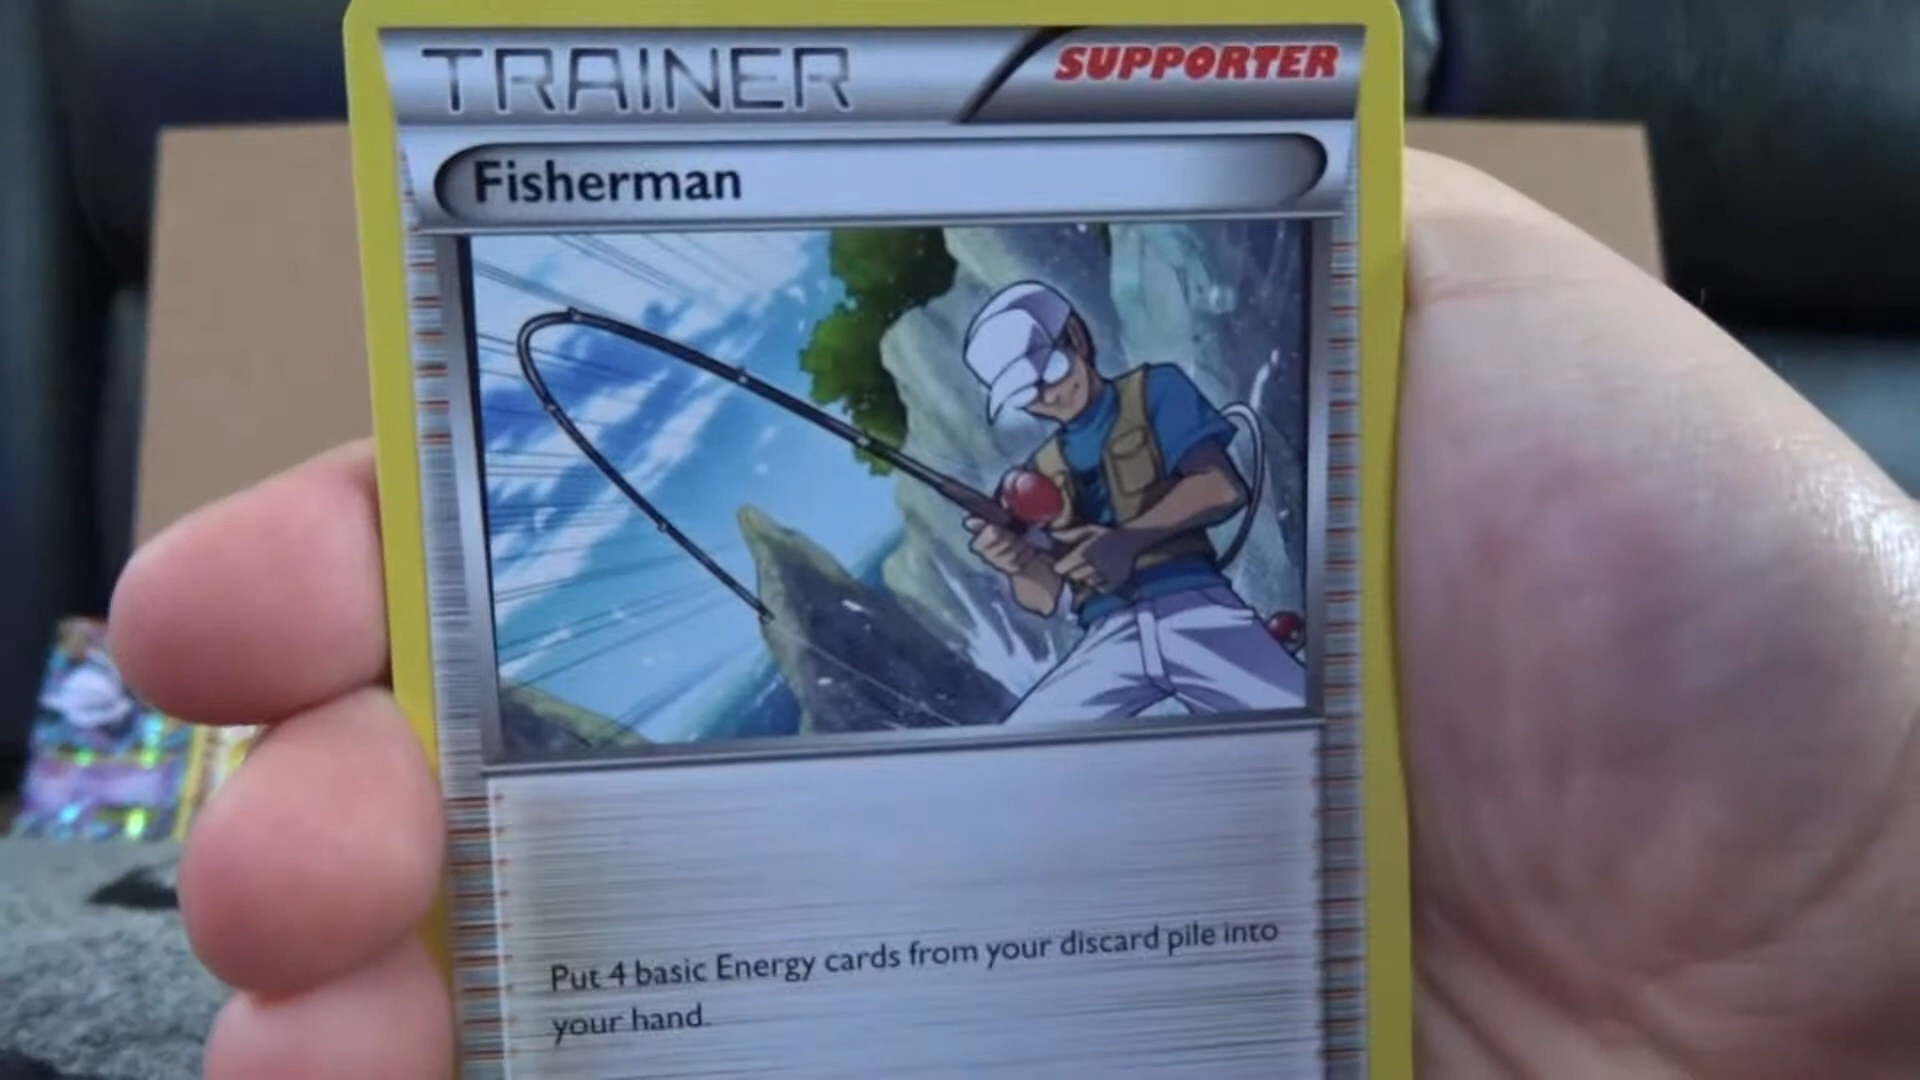 TRAINER SUPPORTER
Fisherman
Put 4 basic Energy cards from your discard pile into
your hand.